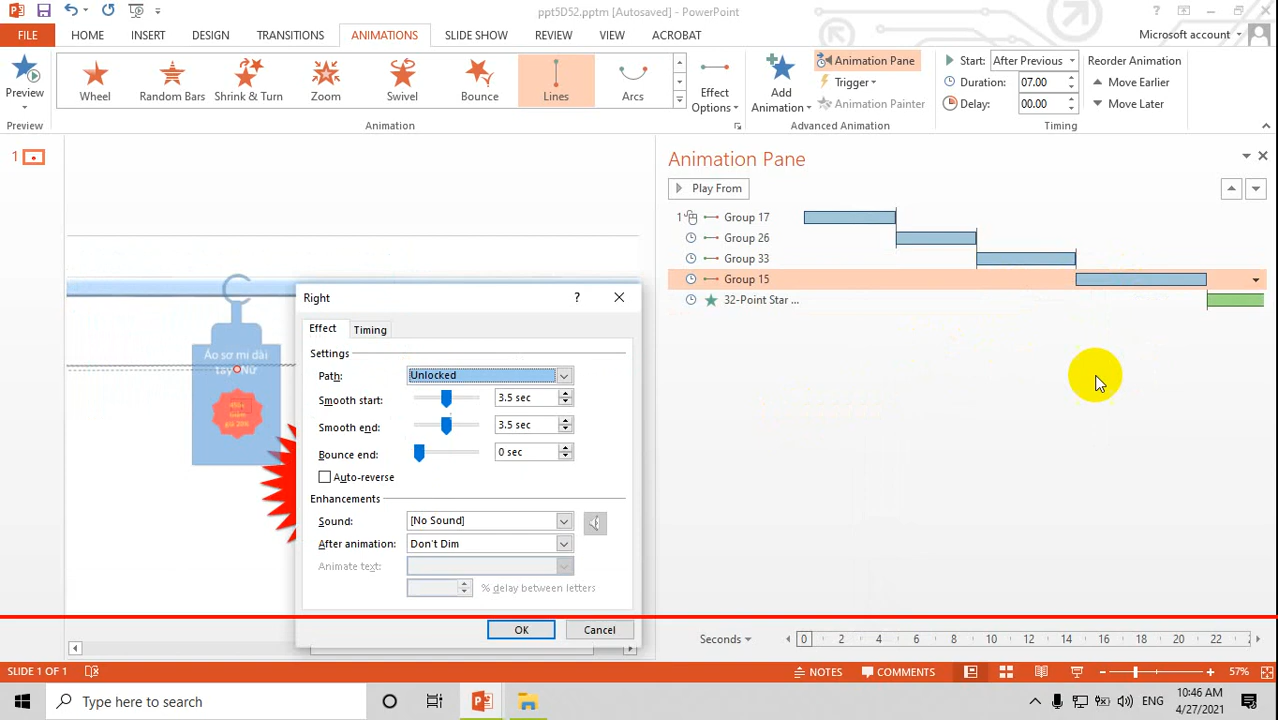 ppt5D52.pptm [Autosaved] - PowerPoint
?
FILE HOME INSERT DESIGN TRANSITIONS ANIMATIONS SLIDE SHOW REVIEW VIEW ACROBAT Microsoft account
Preview
Wheel Random Bars Shrink & Turn Zoom Swivel Bounce Lines Arcs
Effect Options
Add Animation
Animation Pane
Trigger
Animation Painter
Start: After Previous
Duration: 07.00
Delay: 00.00
Reorder Animation
Move Earlier
Move Later
Preview Animation Advanced Animation Timing
1
Áo sơ mi dài
tay Nữ
giá 20%
Animation Pane
Play From
1 Group 17
Group 26
Group 33
Group 15
32-Point Star ...
Right ?
Effect Timing
Settings
Path: Unlocked
Smooth start: 3.5 sec
Smooth end: 3.5 sec
Bounce end: 0 sec
Auto-reverse
Enhancements
Sound: [No Sound]
After animation: Don't Dim
Animate text:
% delay between letters
OK Cancel
Seconds 0 2 4 6 8 10 12 14 16 18 20 22
SLIDE 1 OF 1 NOTES COMMENTS 57%
Type here to search
ENG
10:46 AM
4/27/2021